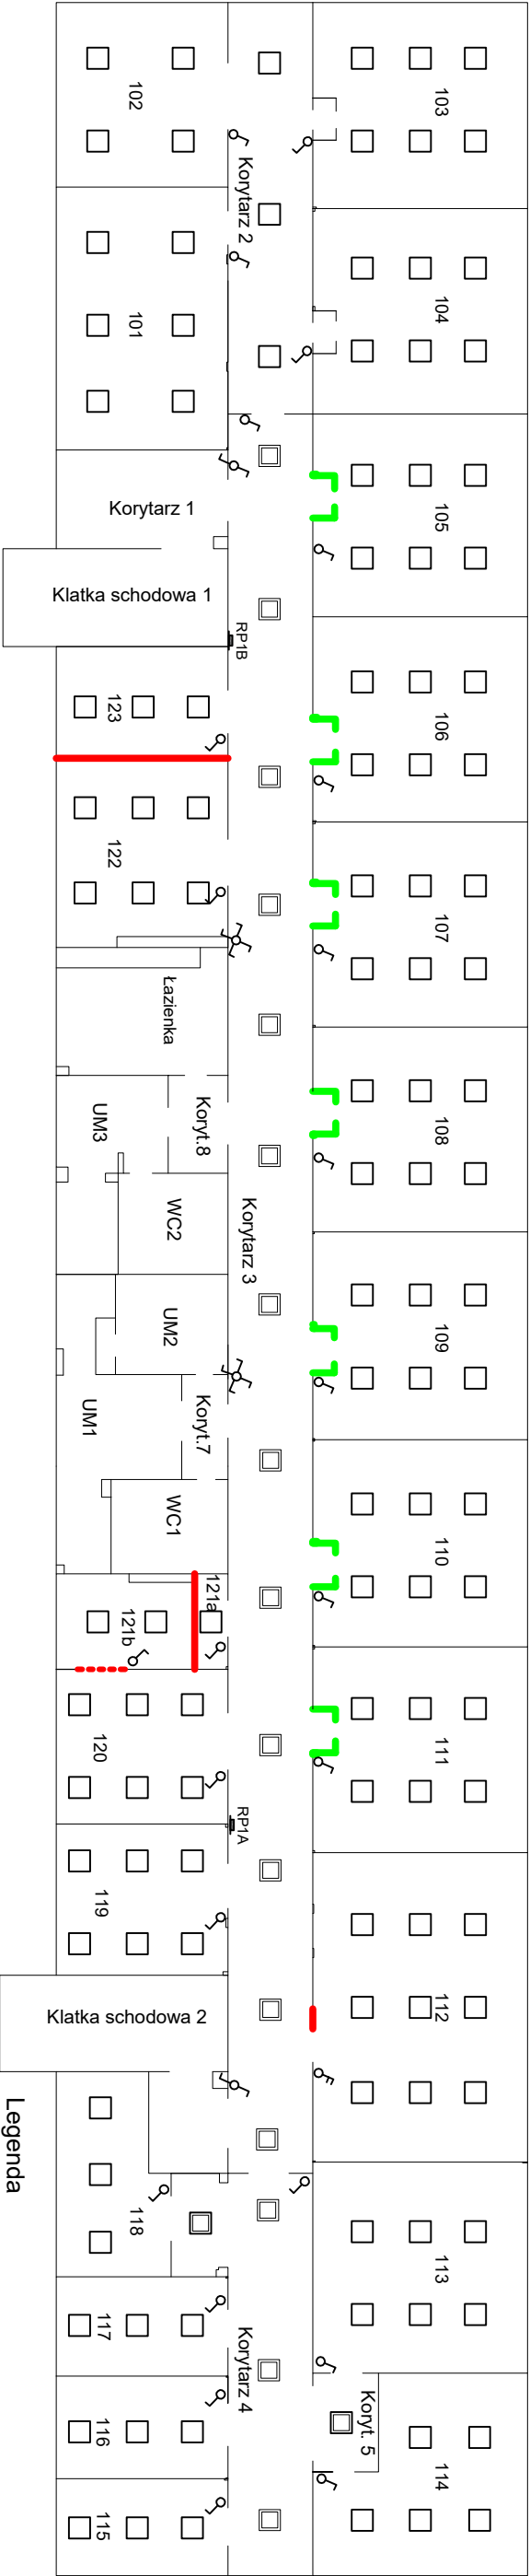 102
103
Korytarz 2
101
104
Korytarz 1
105
Klatka schodowa 1
RP1B
123
106
122
107
Łazienka
UM3
Koryt.8
108
WC2
Korytarz 3
UM2
109
UM1
Koryt.7
WC1
110
121a
121b
120
111
RP1A
119
112
Klatka schodowa 2
Legenda
118
113
117
Korytarz 4
Koryt. 5
116
114
115